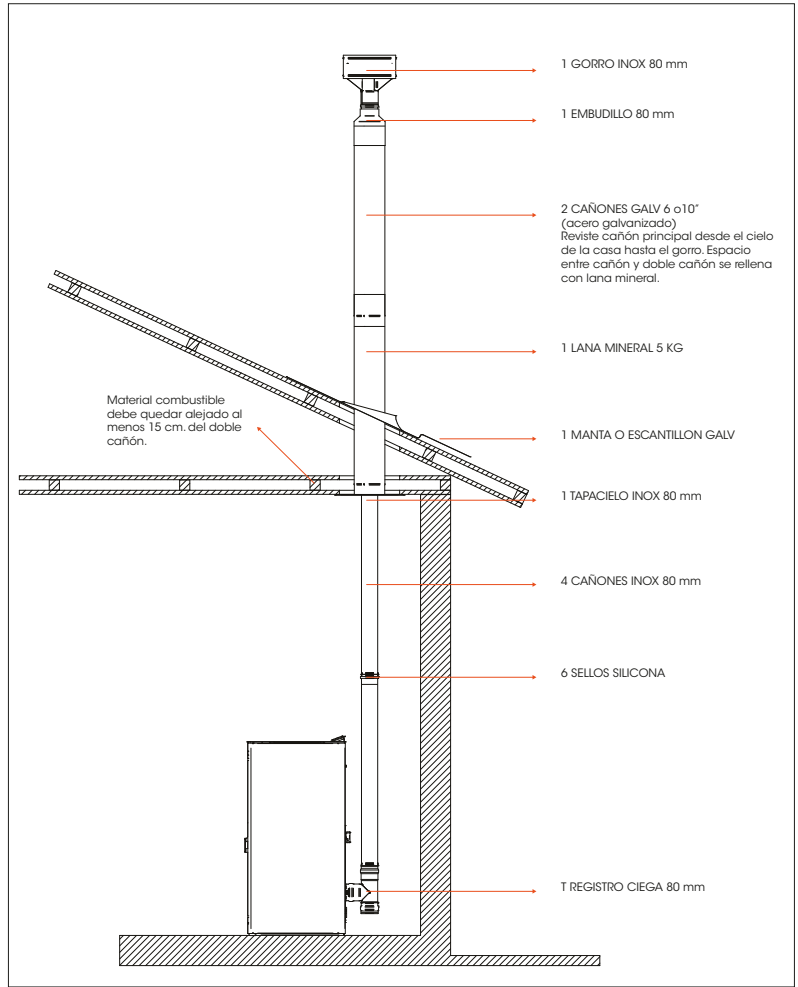 1 GORRO INOX 80 mm
1 EMBUDILLO 80 mm
2 CAÑONES GALV 6 o10"
(acero galvanizado)
Reviste cañón principal desde el cielo
de la casa hasta el gorro. Espacio
entre cañón y doble cañón se rellena
con lana mineral.
1 LANA MINERAL 5 KG
Material combustible
debe quedar alejado al
menos 15 cm. del doble
cañón.
1 MANTA O ESCANTILLON GALV
1 TAPACIELO INOX 80 mm
4 CAÑONES INOX 80 mm
6 SELLOS SILICONA
T REGISTRO CIEGA 80 mm